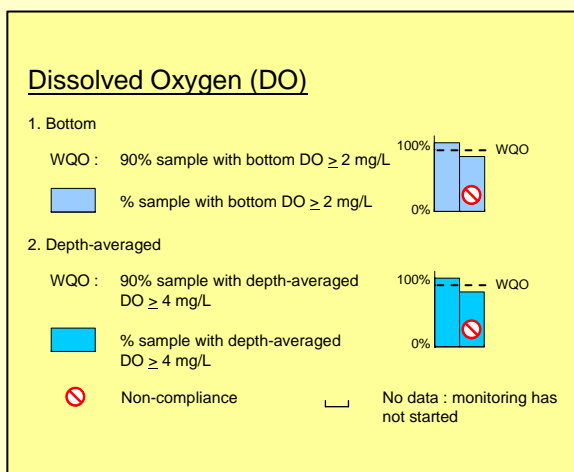 Dissolved Oxygen (DO)
1. Bottom
WQO : 90% sample with bottom DO ≥ 2 mg/L
% sample with bottom DO ≥ 2 mg/L
100%
WQO
0%
2. Depth-averaged
WQO : 90% sample with depth-averaged
DO ≥ 4 mg/L
% sample with depth-averaged
DO ≥ 4 mg/L
100%
WQO
0%
Non-compliance
No data : monitoring has
not started